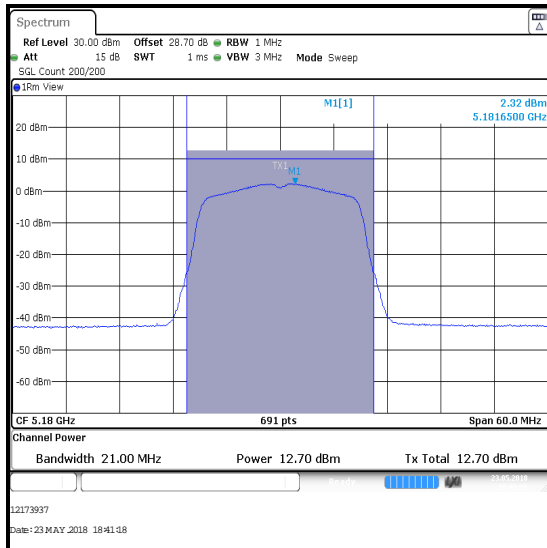 Spectrum
Ref Level 30.00 dBm Offset 28.70 dB RBW 1 MHz
Att 15 dB SWT 1 ms VBW 3 MHz Mode Sweep
SGL Count 200/200
1Rm View
M1[1] 2.32 dBm
5.1816500 GHz
20 dBm
10 dBm
TX1
M1
0 dBm
-10 dBm
-20 dBm
-30 dBm
-40 dBm
-50 dBm
-60 dBm
CF 5.18 GHz 691 pts Span 60.0 MHz
Channel Power
Bandwidth 21.00 MHz Power 12.70 dBm Tx Total 12.70 dBm
Ready 23.05.2018
12173937
Date: 23 MAY.2018 18:41:18